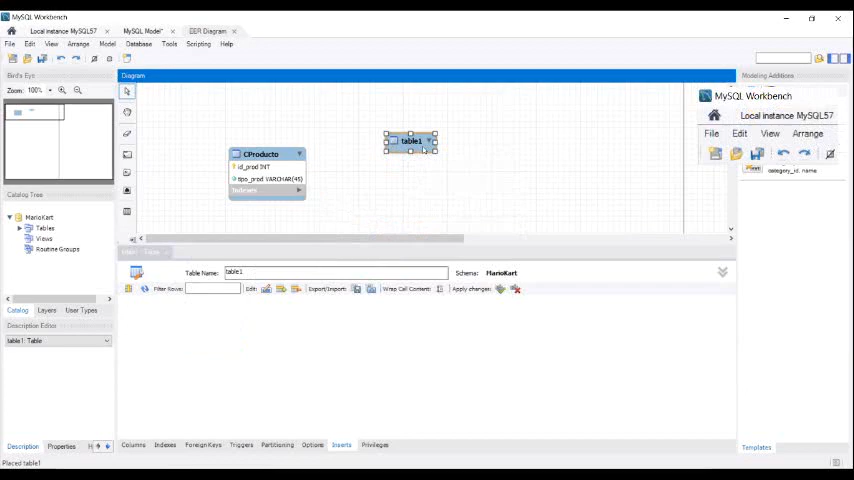 MySQL Workbench
Local instance MySQL57
MySQL Model*
EER Diagram
File Edit View Arrange Model Database Tools Scripting Help
Bird's Eye
Diagram
Modeling Additions
Zoom: 100%
MySQL Workbench
Local instance MySQL57
File Edit View Arrange
table1
CProducto
id_prod INT
tipo_prod VARCHAR(45)
Indexes
category_id, name
Catalog Tree
MarioKart
Tables
Views
Routine Groups
Table Name: table1 Schema: MarioKart
Filter Rows: Edit: Export/Import: Wrap Cell Content: Apply changes:
Catalog Layers User Types
Description Editor
table1: Table
Columns Indexes Foreign Keys Triggers Partitioning Options Inserts Privileges
Description Properties H
Templates
Placed table1